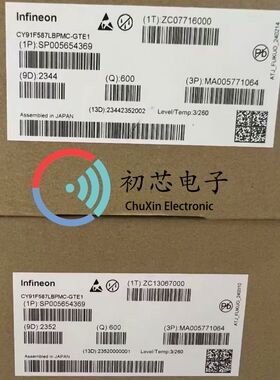 Infineon
(1T):ZC07716000
CY91F587LBPMC-GTE1
(1P):SP005654369
(9D):2344
(Q):600
(3P):MA005771064
Assembled in JAPAN
(13D):23442352002
Level/Temp:3/260
ATJ_FUKUO_240214
初芯电子
ChuXin Electronic
Infineon
(1T):ZC13067000
CY91F587LBPMC-GTE1
(1P):SP005654369
(9D):2352
(Q):600
(3P):MA005771064
Assembled in JAPAN
(13D):23520000001
Level/Temp:3/260